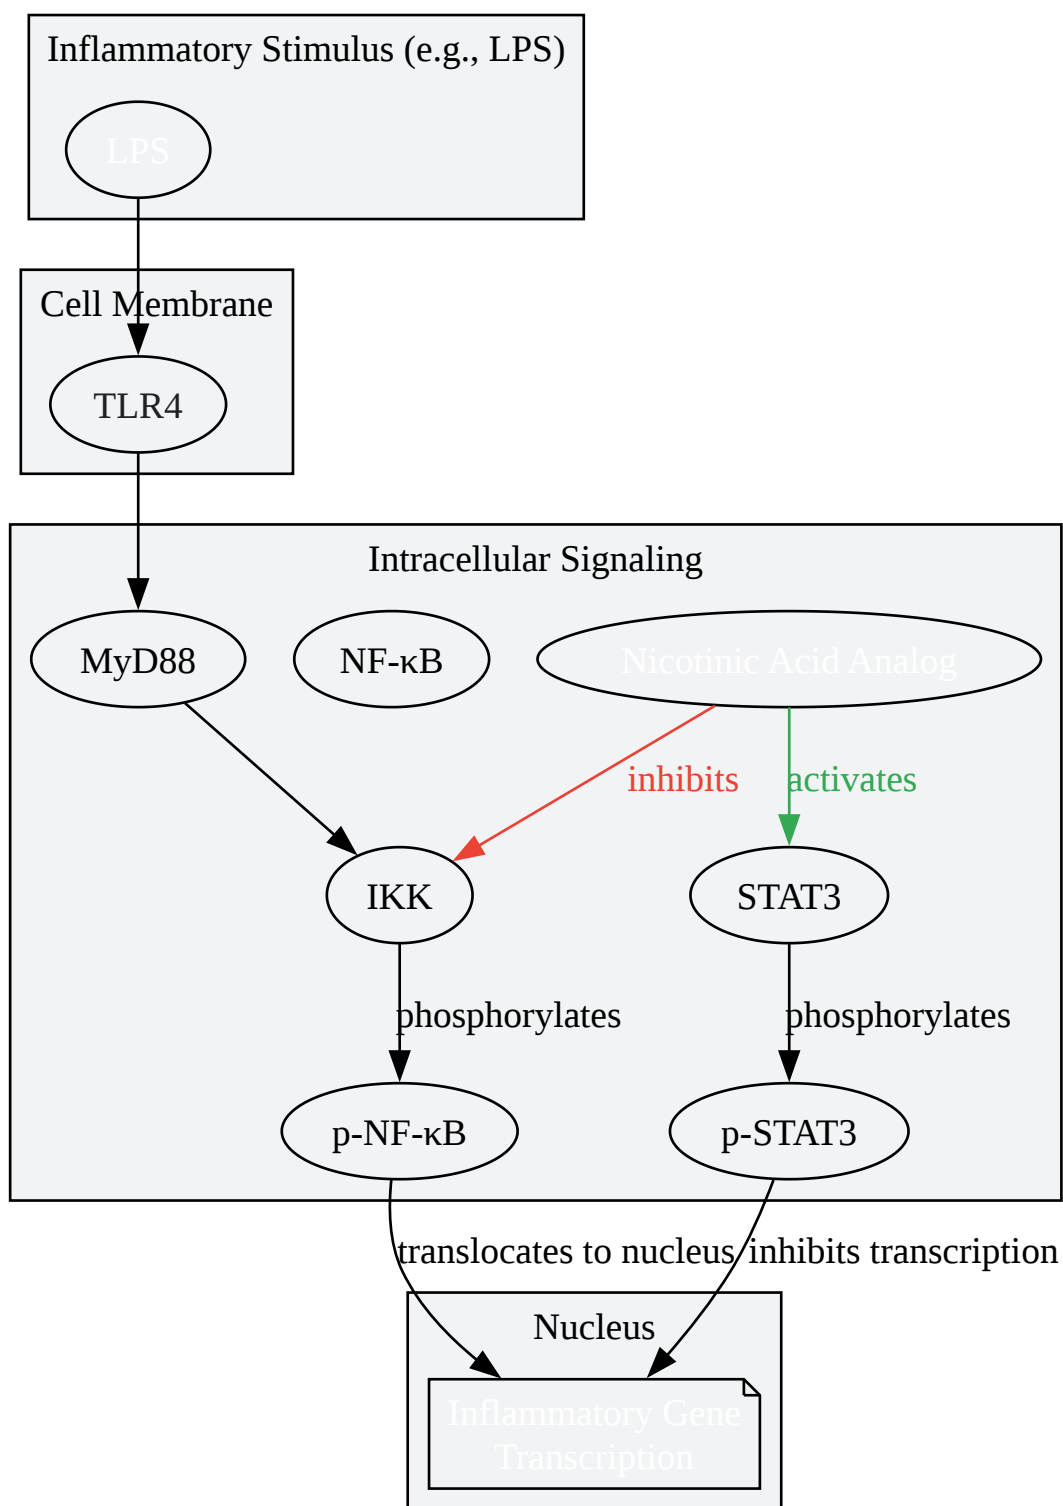 Inflammatory Stimulus (e.g., LPS)
LPS
Cell Membrane
TLR4
Intracellular Signaling
MyD88
NF-κB
Nicotinic Acid Analog
inhibits
activates
IKK
STAT3
phosphorylates
phosphorylates
p-NF-κB
p-STAT3
translocates to nucleus
inhibits transcription
Nucleus
Inflammatory Gene
Transcription